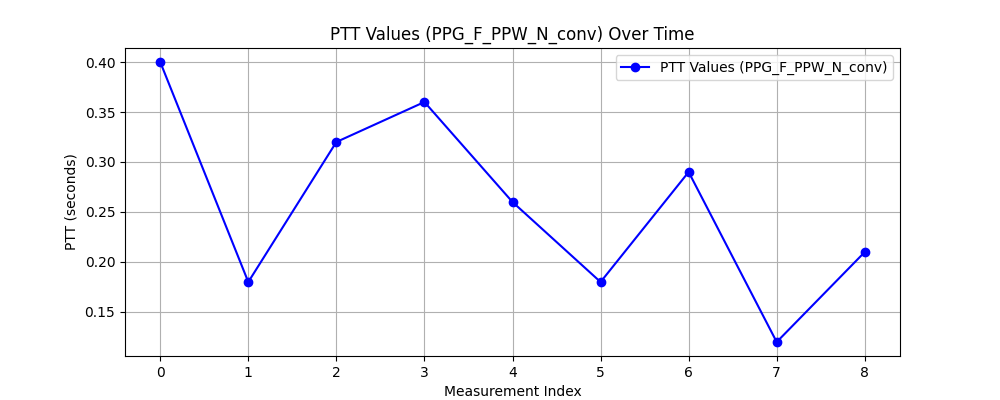 PTT Values (PPG_F_PPW_N_conv) Over Time
PTT Values (PPG_F_PPW_N_conv)
PTT (seconds)
0.40
0.35
0.30
0.25
0.20
0.15
0 1 2 3 4 5 6 7 8
Measurement Index